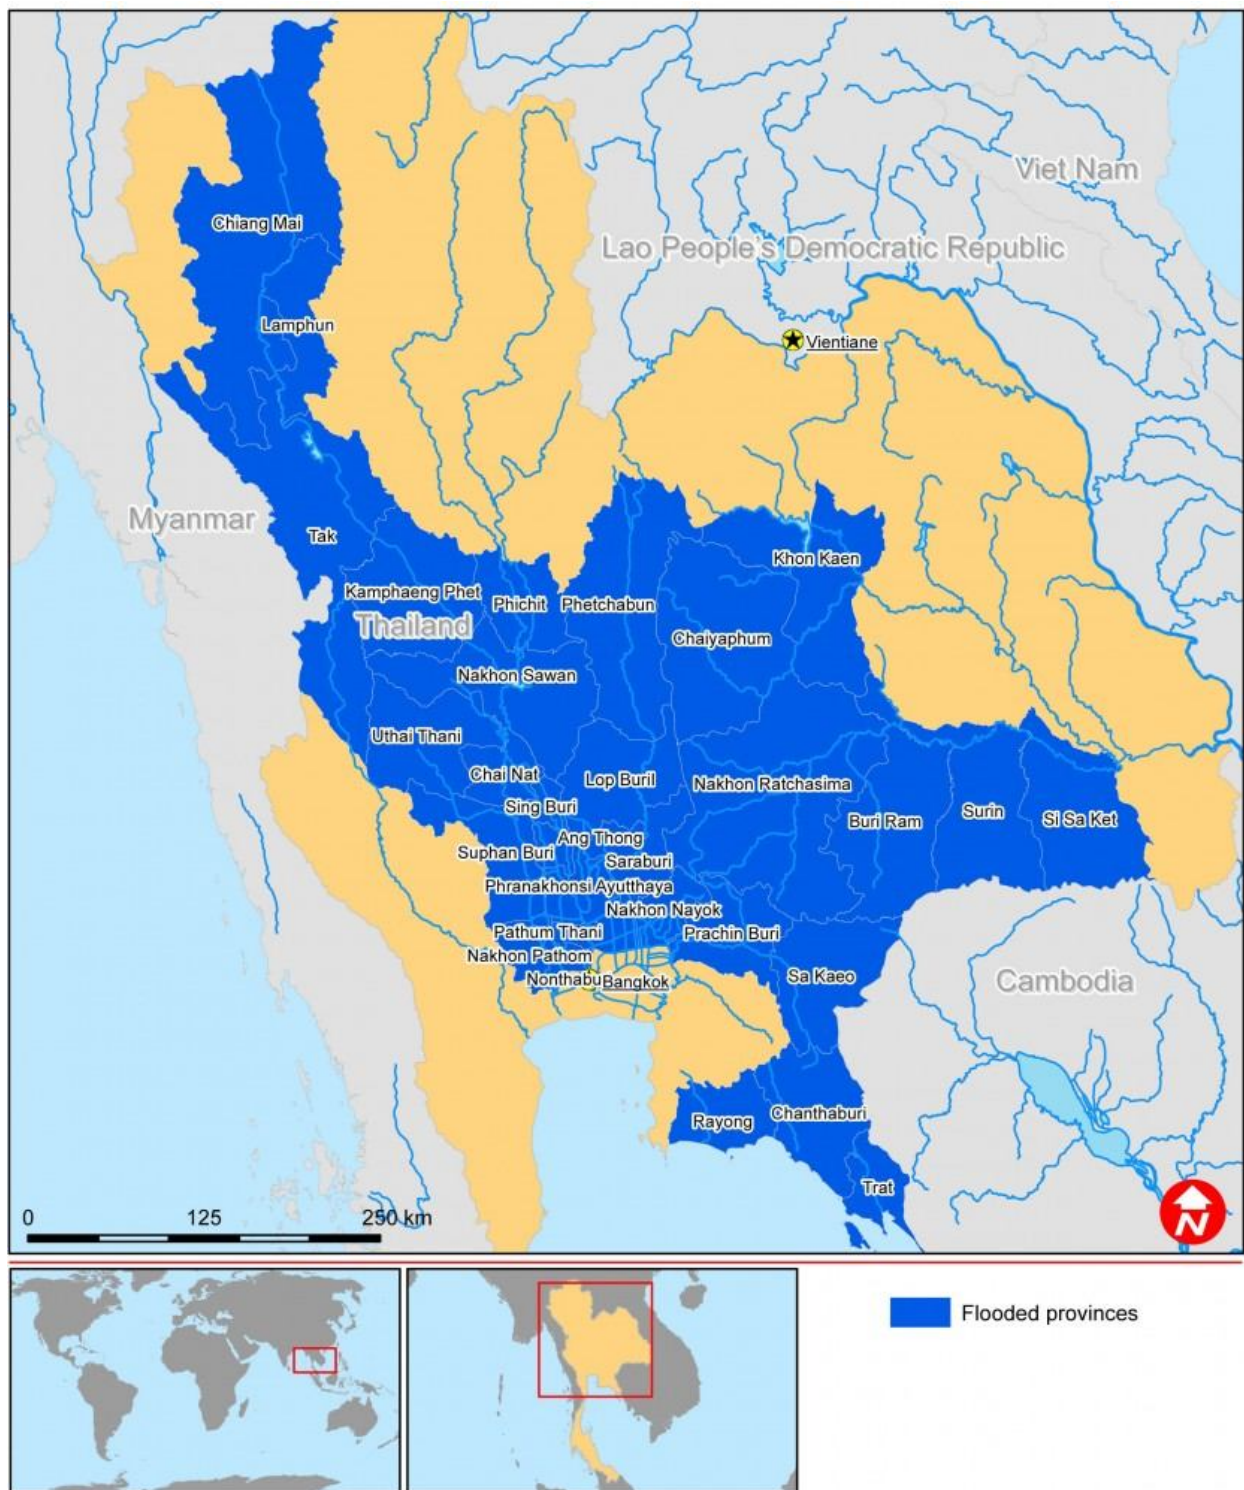 Viet Nam
Chiang Mai
Lao People's Democratic Republic
Lamphun
Vientiane
Myanmar
Tak
Khon Kaen
Kamphaeng Phet
Phichit
Phetchabun
Thailand
Chaiyaphum
Nakhon Sawan
Uthai Thani
Chai Nat
Lop Buril
Nakhon Ratchasima
Sing Buri
Buri Ram
Surin
Si Sa Ket
Ang Thong
Suphan Buri
Saraburi
Phranakhonsi Ayutthaya
Nakhon Nayok
Pathum Thani
Prachin Buri
Nakhon Pathom
Nonthabu
Bangkok
Sa Kaeo
Cambodia
Rayong
Chanthaburi
Trat
0 125 250 km
N
Flooded provinces